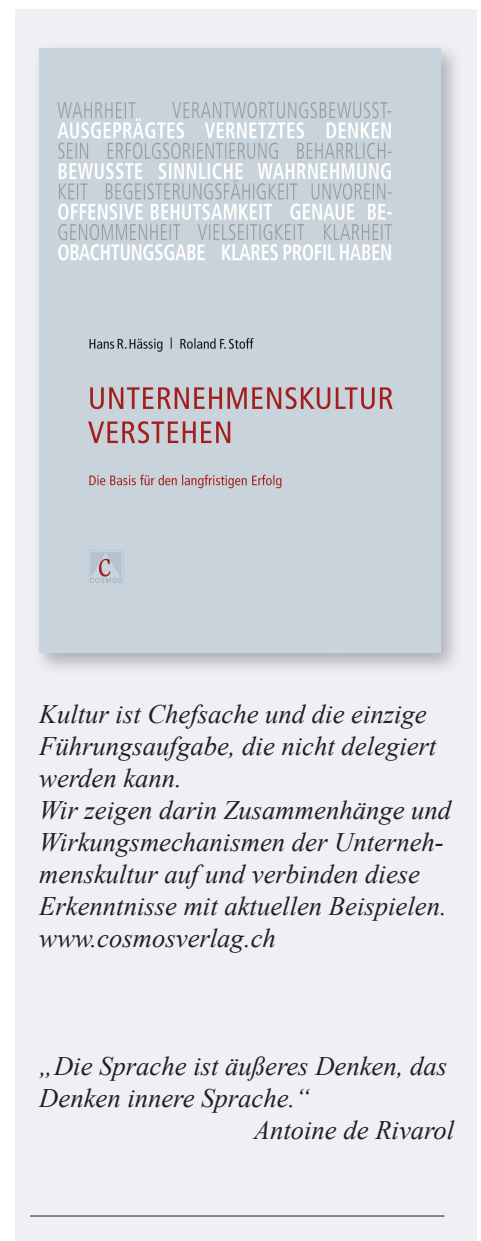 WAHRHEIT VERANTWORTUNGSBEWUSST-
AUSGEPRÄGTES VERNETZTES DENKEN
SEIN ERFOLGSORIENTIERUNG BEHARRLICH-
BEWUSSTE SINNLICHE WAHRNEHMUNG
KEIT BEGEISTERUNGSFÄHIGKEIT UNVOREIN-
OFFENSIVE BEHUTSAMKEIT GENAUE BE-
GENOMMENHEIT VIELSEITIGKEIT KLARHEIT
OBACHTUNGSGABE KLARES PROFIL HABEN
Hans R. Hässig | Roland F. Stoff
UNTERNEHMENSKULTUR
VERSTEHEN
Die Basis für den langfristigen Erfolg
C
COSMOS
Kultur ist Chefsache und die einzige
Führungsaufgabe, die nicht delegiert
werden kann.
Wir zeigen darin Zusammenhänge und
Wirkungsmechanismen der Unterneh-
menskultur auf und verbinden diese
Erkenntnisse mit aktuellen Beispielen.
www.cosmosverlag.ch
„Die Sprache ist äußeres Denken, das
Denken innere Sprache.“
Antoine de Rivarol